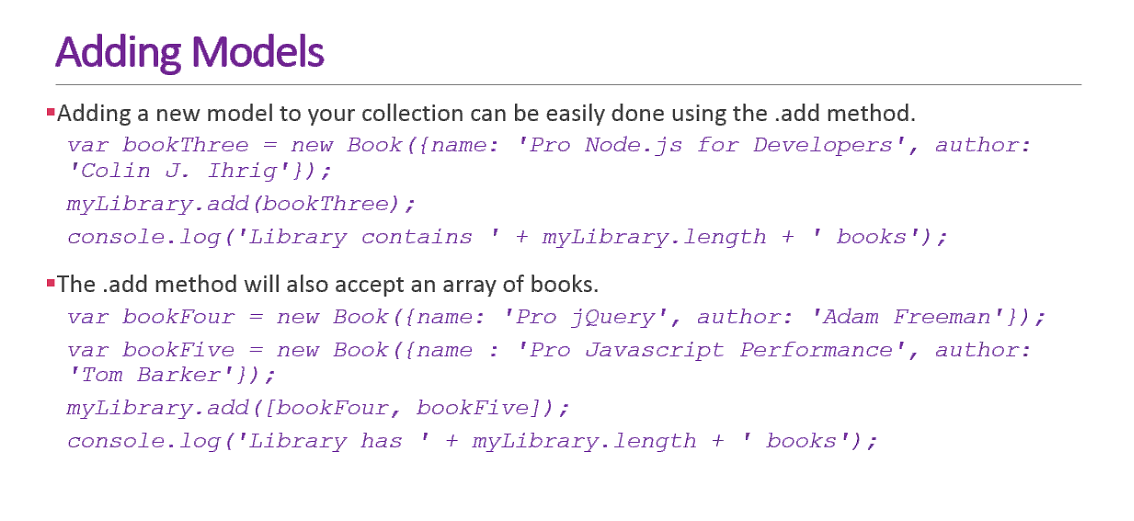 Adding Models
▪Adding a new model to your collection can be easily done using the .add method.
var bookThree = new Book({name: 'Pro Node.js for Developers', author:
'Colin J. Ihrig'});
myLibrary.add(bookThree);
console.log('Library contains ' + myLibrary.length + ' books');
▪The .add method will also accept an array of books.
var bookFour = new Book({name: 'Pro jQuery', author: 'Adam Freeman'});
var bookFive = new Book({name : 'Pro Javascript Performance', author:
'Tom Barker'});
myLibrary.add([bookFour, bookFive]);
console.log('Library has ' + myLibrary.length + ' books');